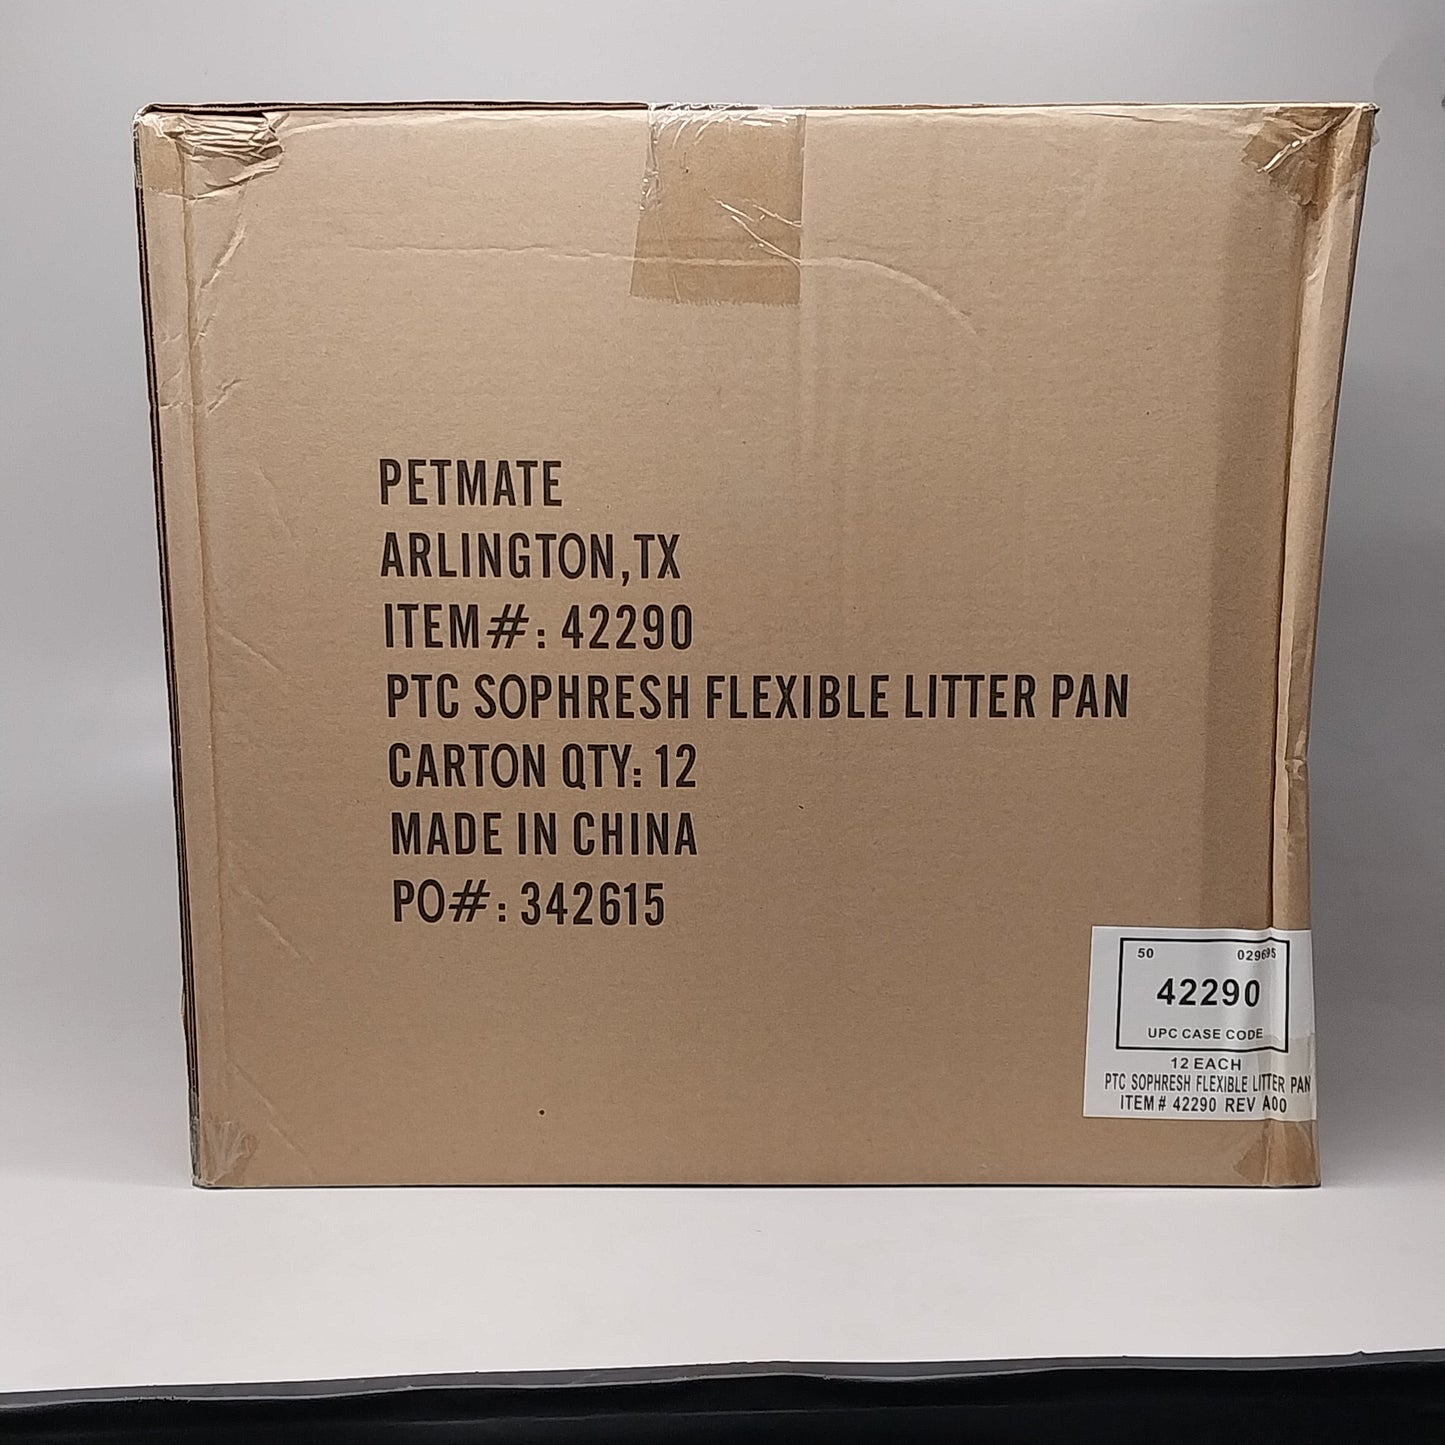 PETMATE
ARLINGTON,TX
ITEM#: 42290
PTC SOPHRESH FLEXIBLE LITTER PAN
CARTON QTY: 12
MADE IN CHINA
PO#: 342615
50 029695
42290
UPC CASE CODE
12 EACH
PTC SOPHRESH FLEXIBLE LITTER PAN
ITEM# 42290 REV A00